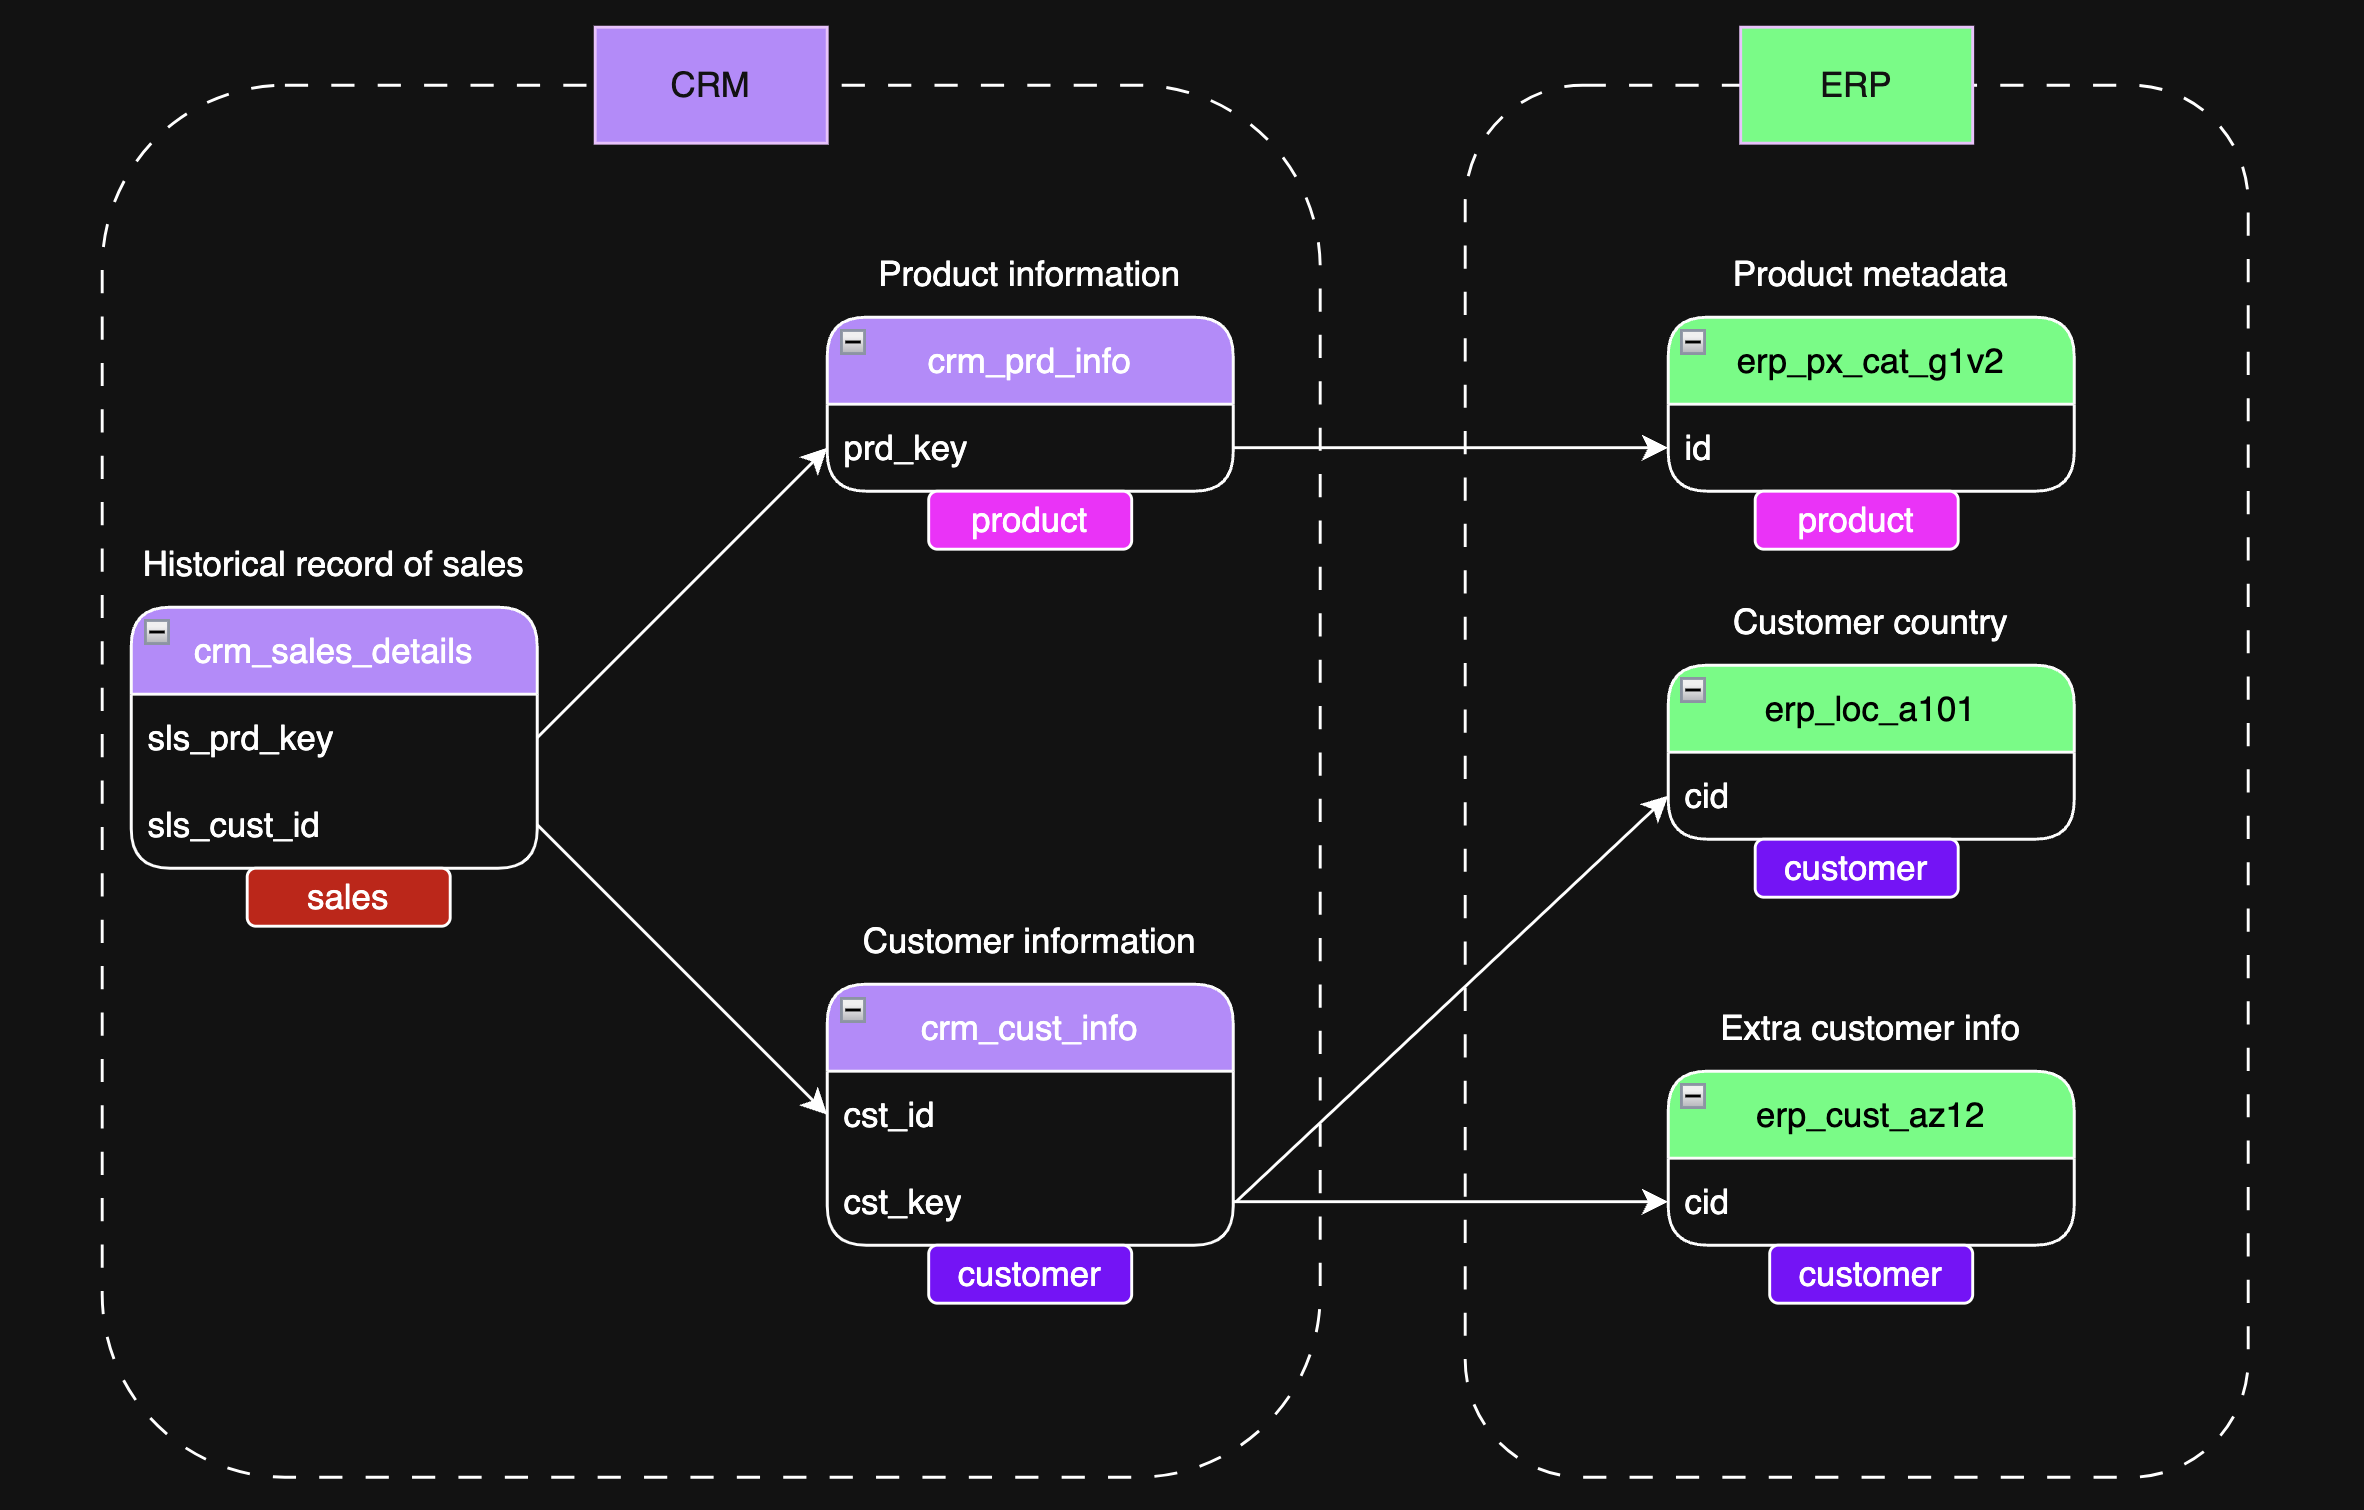 CRM
ERP
Product information
crm_prd_info
prd_key
product
Historical record of sales
crm_sales_details
sls_prd_key
sls_cust_id
sales
Customer information
crm_cust_info
cst_id
cst_key
customer
Product metadata
erp_px_cat_g1v2
id
product
Customer country
erp_loc_a101
cid
customer
Extra customer info
erp_cust_az12
cid
customer